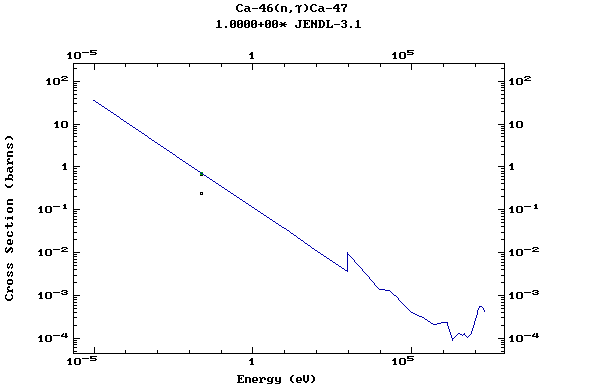 Ca-46(n,γ)Ca-47
1.0000+00* JENDL-3.1
10-5 1 105
102 102
10 10
1 1
10-1 10-1
10-2 10-2
10-3 10-3
10-4 10-4
10-5 1 105
Cross Section (barns)
Energy (eV)